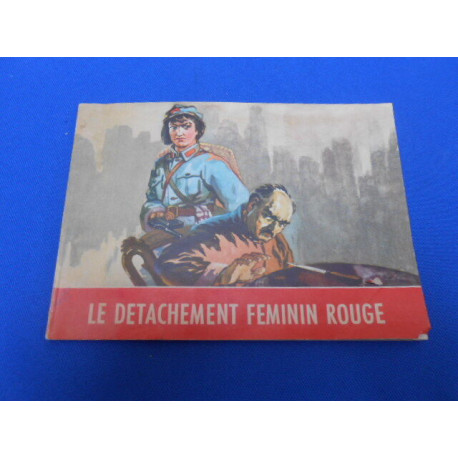 LE DETACHEMENT FEMININ ROUGE